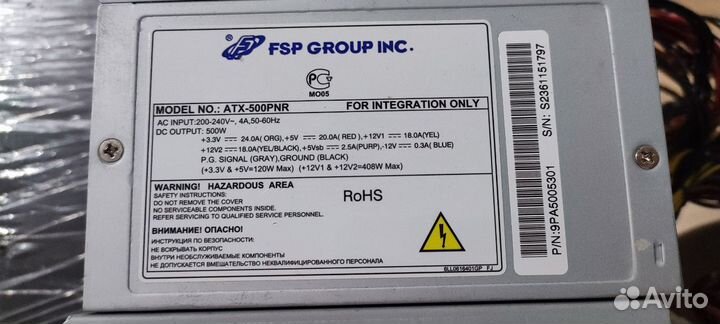 FSP GROUP INC.
РС
МО05
MODEL NO.: ATX-500PNR FOR INTEGRATION ONLY
AC INPUT:200-240V~, 4A,50-60Hz
DC OUTPUT: 500W
+3.3V ⎓ 24.0A( ORG),+5V ⎓ 20.0A( RED ),+12V1 ⎓ 18.0A(YEL)
+12V2 ⎓ 18.0A(YEL/BLACK), +5Vsb ⎓ 2.5A(PURP),-12V ⎓ 0.3A( BLUE)
P.G. SIGNAL (GRAY),GROUND (BLACK)
(+3.3V & +5V=120W Max) (+12V1 & +12V2=408W Max)
WARNING! HAZARDOUS AREA
SAFETY INSTRUCTIONS:
DO NOT REMOVE THE COVER
NO SERVICEABLE COMPONENTS INSIDE.
REFER SERVICING TO QUALIFIED SERVICE PERSONNEL.
RoHS
ВНИМАНИЕ! ОПАСНО!
ИНСТРУКЦИЯ ПО БЕЗОПАСНОСТИ:
НЕ ВСКРЫВАТЬ КОРПУС
ВНУТРИ НЕОБСЛУЖИВАЕМЫЕ КОМПОНЕНТЫ
НЕ ДОПУСКАЕТСЯ ВМЕШАТЕЛЬСТВО НЕКВАЛИФИЦИРОВАННОГО ПЕРСОНАЛА
6LL0816401GP FJ
S/N: S2361151797
P/N:9PA5005301
Avito